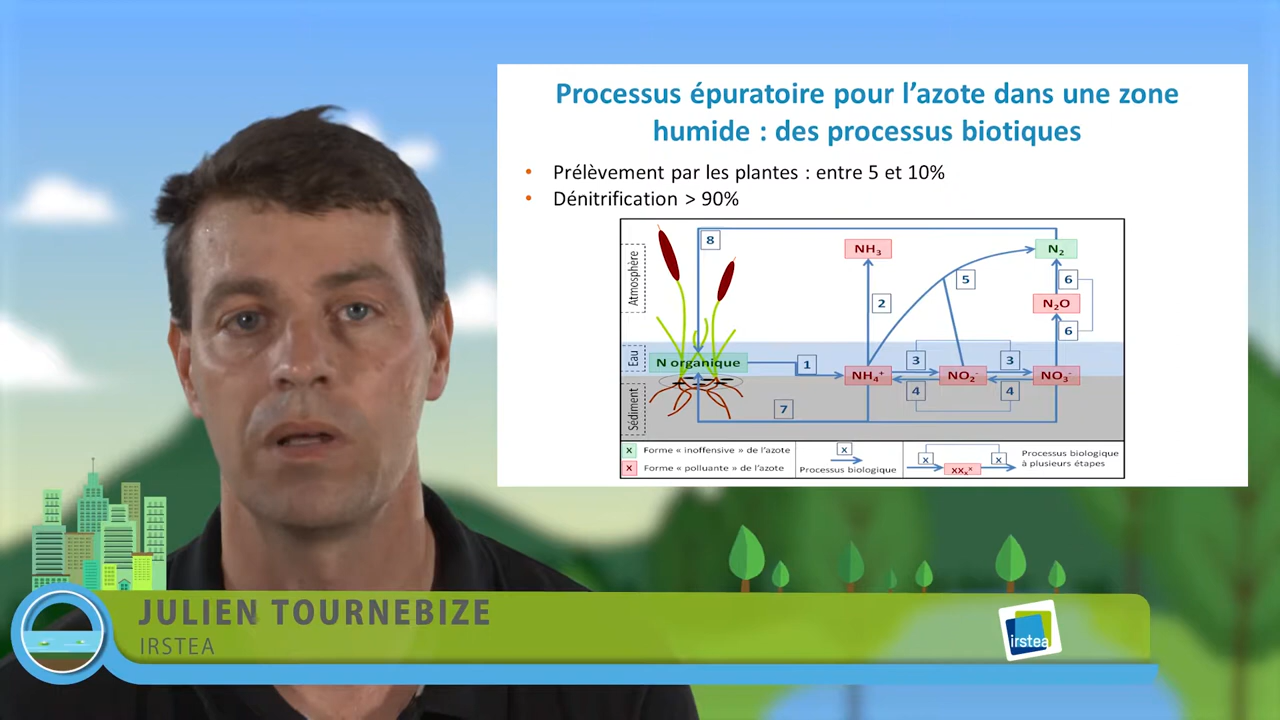 Processus épuratoire pour l’azote dans une zone
humide : des processus biotiques
• Prélèvement par les plantes : entre 5 et 10%
• Dénitrification > 90%
Atmosphère
8
NH₃
N₂
5
6
2
N₂O
6
Eau
N organique
1
3
3
NH₄⁺
NO₂⁻
NO₃⁻
4
4
Sédiment
7
x Forme « inoffensive » de l’azote
x Forme « polluante » de l’azote
x
Processus biologique
x
x
XXₓˣ
Processus biologique
à plusieurs étapes
JULIEN TOURNEBIZE
IRSTEA
irstea